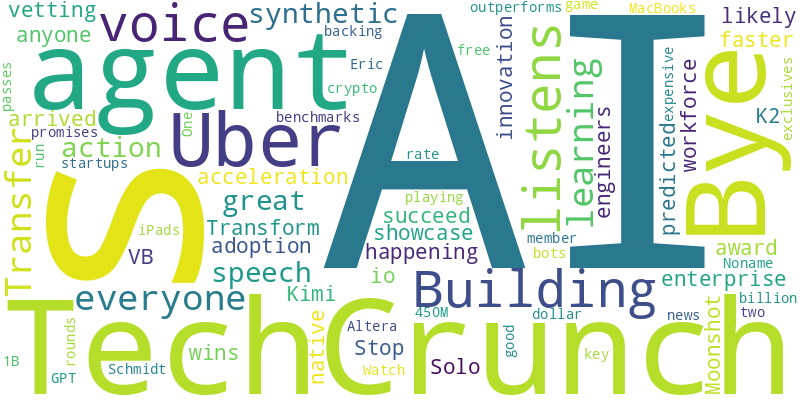 vetting
synthetic
outperforms
game
MacBooks
likely
anyone
voice
backing
innovation
listens
AI
faster
agent
Eric
free
learning
Bye
passes
crypto
exclusives
arrived
One
Uber
benchmarks
engineers
predicted
expensive
workforce
K2
promises
action
run
startups
rate
Transfer
S
acceleration
great
playing
award
iPads
Transform
succeed
showcase
member
VB
adoption
happening
bots
Noneame
speech
io
enterprise
everyone
Kimi
Building
billion
TechCrunch
native
Altera
450M
dollar
Moonshot
news
two
rounds
wins
Stop
good
1B
GPT
Schmidt
Watch
Solo
key